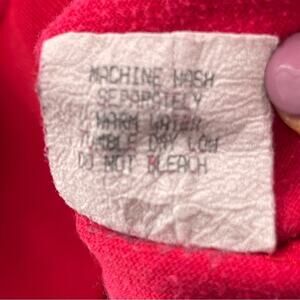 MACHINE WASH
SEPARATELY
WARM WATER
TUMBLE DRY LOW
DO NOT BLEACH